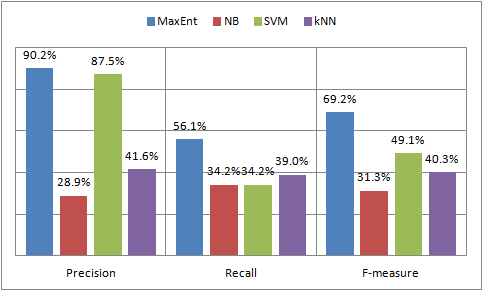 MaxEnt NB SVM kNN
90.2% 28.9% 87.5% 41.6% 56.1% 34.2% 34.2% 39.0% 69.2% 31.3% 49.1% 40.3%
Precision Recall F-measure